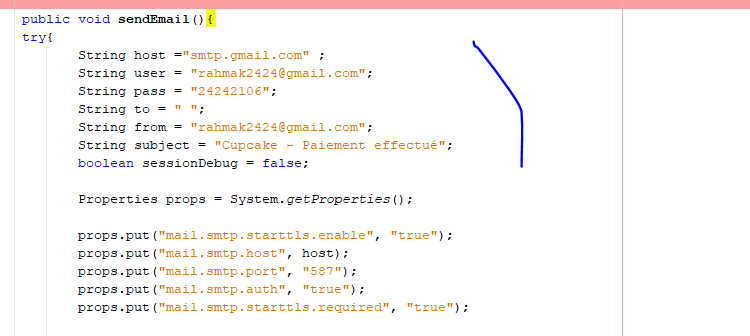 public void sendEmail(){
try{
String host ="smtp.gmail.com" ;
String user = "rahmak2424@gmail.com";
String pass = "24242106";
String to = " ";
String from = "rahmak2424@gmail.com";
String subject = "Cupcake - Paiement effectué";
boolean sessionDebug = false;
Properties props = System.getProperties();
props.put("mail.smtp.starttls.enable", "true");
props.put("mail.smtp.host", host);
props.put("mail.smtp.port", "587");
props.put("mail.smtp.auth", "true");
props.put("mail.smtp.starttls.required", "true");